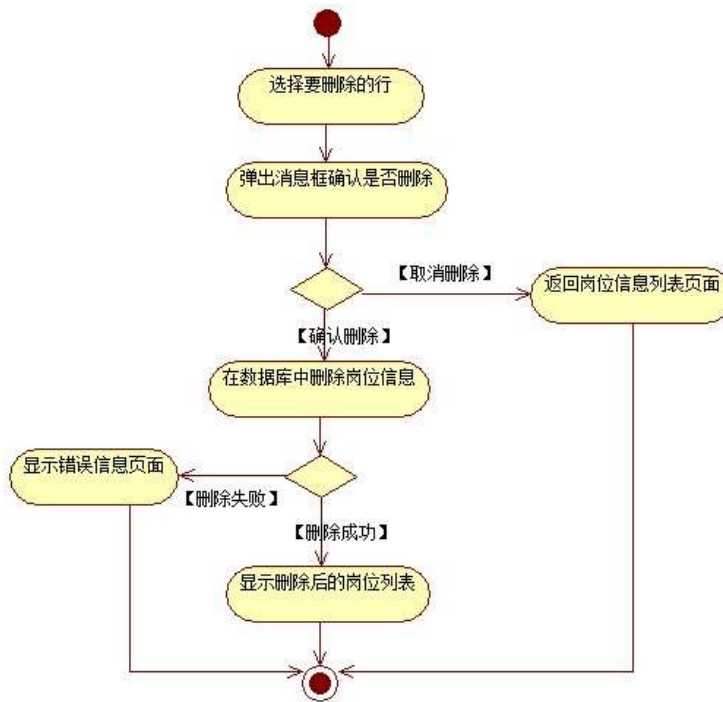 选择要删除的行
弹出消息框确认是否删除
【取消删除】
返回岗位信息列表页面
【确认删除】
在数据库中删除岗位信息
显示错误信息页面
【删除失败】
【删除成功】
显示删除后的岗位列表